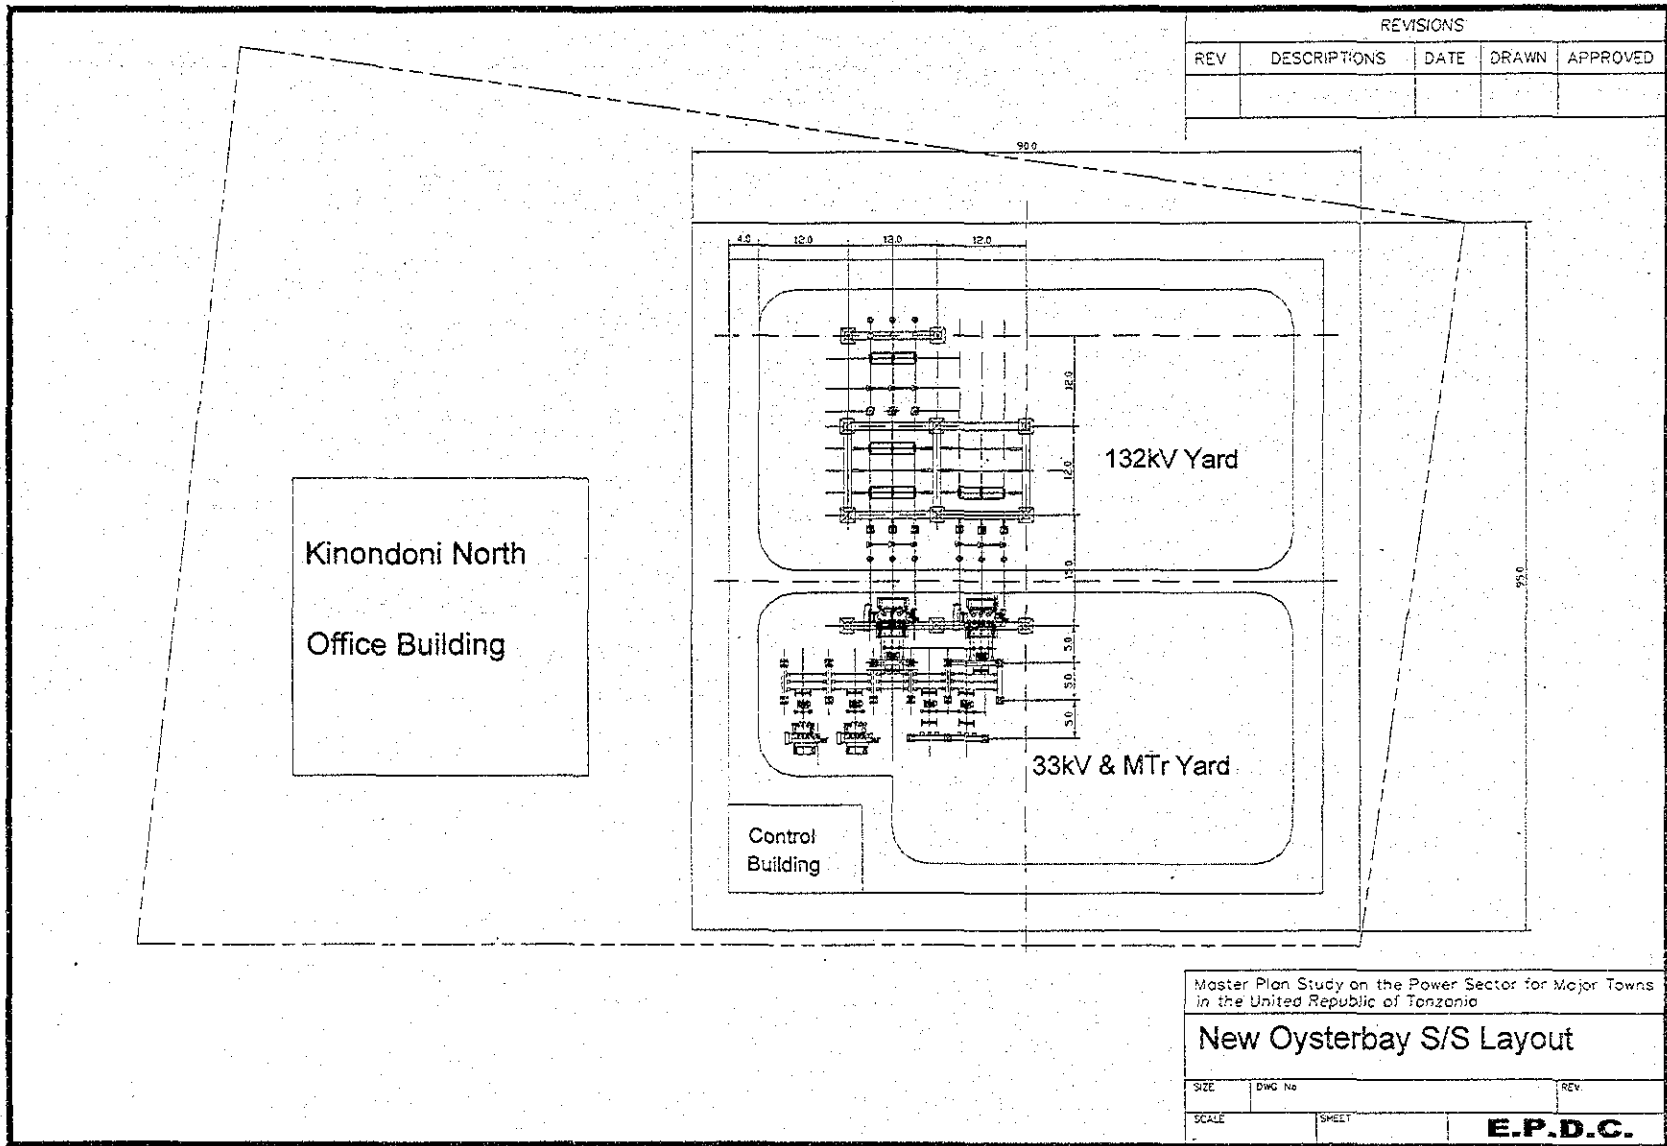 REVISIONS
REV DESCRIPTIONS DATE DRAWN APPROVED
90.0
4.0 12.0 12.0 12.0
12.0
132kV Yard
12.0
Kinondoni North
Office Building
15.0
95.0
5.0
5.0
5.0
33kV & MTr Yard
Control
Building
Master Plan Study on the Power Sector for Major Towns
in the United Republic of Tanzania
New Oysterbay S/S Layout
SIZE DWG No REV.
SCALE SHEET E.P.D.C.